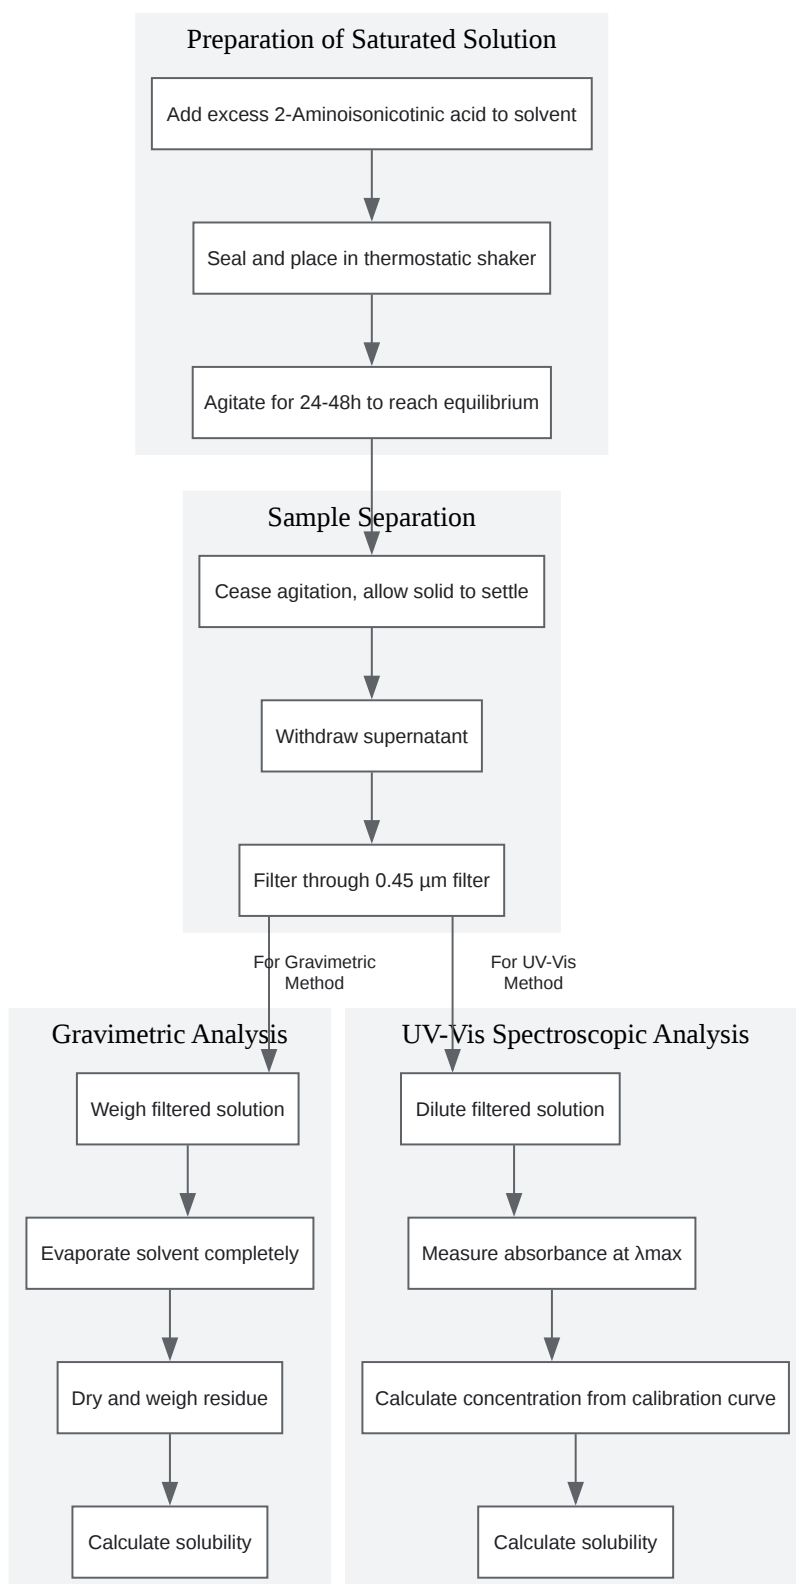 Preparation of Saturated Solution
Add excess 2-Aminoisonicotinic acid to solvent
Seal and place in thermostatic shaker
Agitate for 24-48h to reach equilibrium
Sample Separation
Cease agitation, allow solid to settle
Withdraw supernatant
Filter through 0.45 µm filter
For Gravimetric
Method
For UV-Vis
Method
Gravimetric Analysis
Weigh filtered solution
Evaporate solvent completely
Dry and weigh residue
Calculate solubility
UV-Vis Spectroscopic Analysis
Dilute filtered solution
Measure absorbance at λmax
Calculate concentration from calibration curve
Calculate solubility